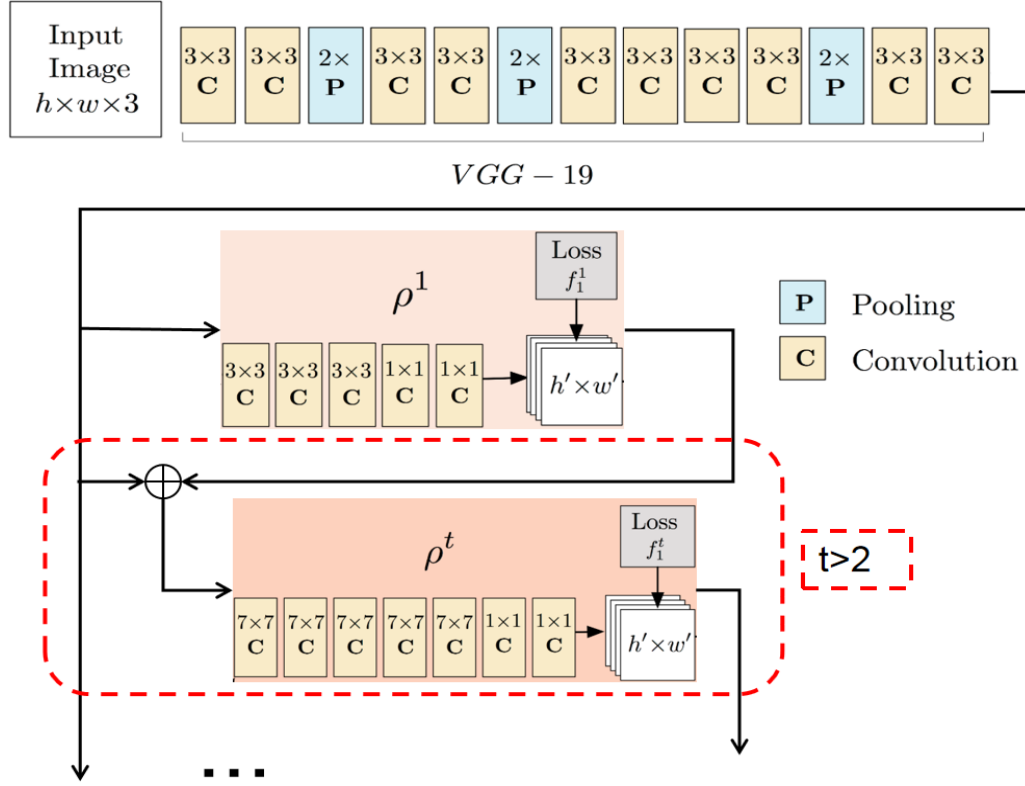 Input
Image
h×w×3
3×3
C
3×3
C
2×
P
3×3
C
3×3
C
2×
P
3×3
C
3×3
C
3×3
C
3×3
C
2×
P
3×3
C
3×3
C
VGG − 19
Loss
f₁¹
ρ¹
3×3
C
3×3
C
3×3
C
1×1
C
1×1
C
h′×w′
P Pooling
C Convolution
Loss
f₁ᵗ
ρᵗ
7×7
C
7×7
C
7×7
C
7×7
C
7×7
C
1×1
C
1×1
C
h′×w′
t>2
...